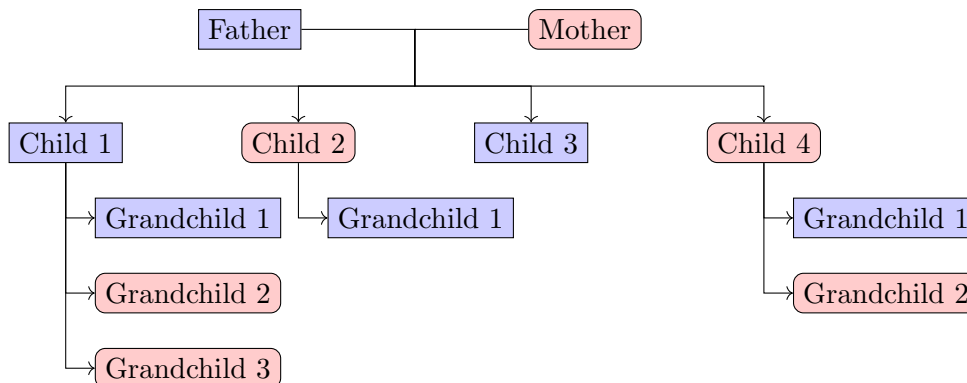 Father Mother
Child 1 Child 2 Child 3 Child 4
Grandchild 1 Grandchild 1 Grandchild 1
Grandchild 2 Grandchild 2
Grandchild 3